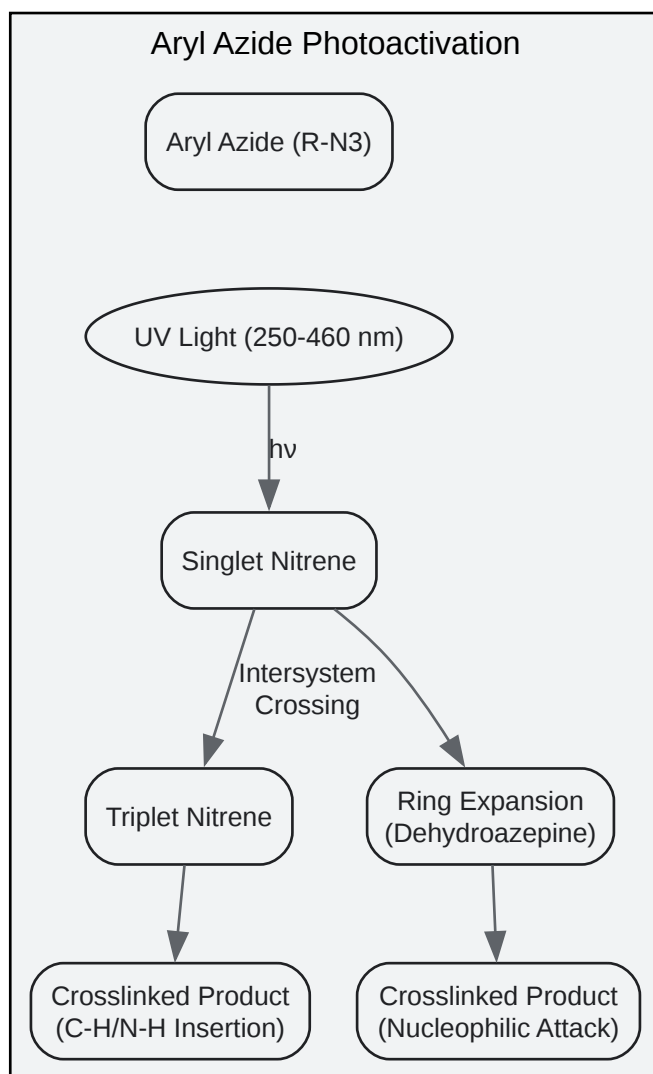 Aryl Azide Photoactivation
Aryl Azide (R-N3)
UV Light (250-460 nm)
hν
Singlet Nitrene
Intersystem
Crossing
Triplet Nitrene
Ring Expansion
(Dehydroazepine)
Crosslinked Product
(C-H/N-H Insertion)
Crosslinked Product
(Nucleophilic Attack)